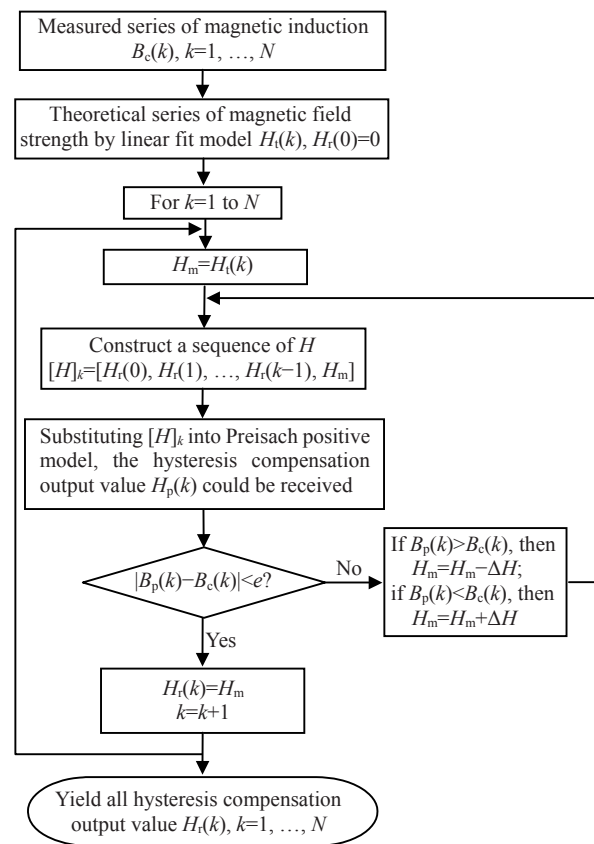 Measured series of magnetic induction
Bc(k), k=1, …, N
Theoretical series of magnetic field
strength by linear fit model Ht(k), Hr(0)=0
For k=1 to N
Hm=Ht(k)
Construct a sequence of H
[H]k=[Hr(0), Hr(1), …, Hr(k−1), Hm]
Substituting [H]k into Preisach positive
model, the hysteresis compensation
output value Hp(k) could be received
|Bp(k)−Bc(k)|<e?
No
If Bp(k)>Bc(k), then
Hm=Hm−ΔH;
if Bp(k)<Bc(k), then
Hm=Hm+ΔH
Yes
Hr(k)=Hm
k=k+1
Yield all hysteresis compensation
output value Hr(k), k=1, …, N